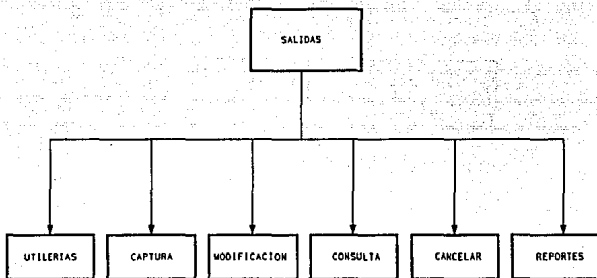 SALIDAS
UTILERIAS
CAPTURA
MODIFICACION
CONSULTA
CANCELAR
REPORTES